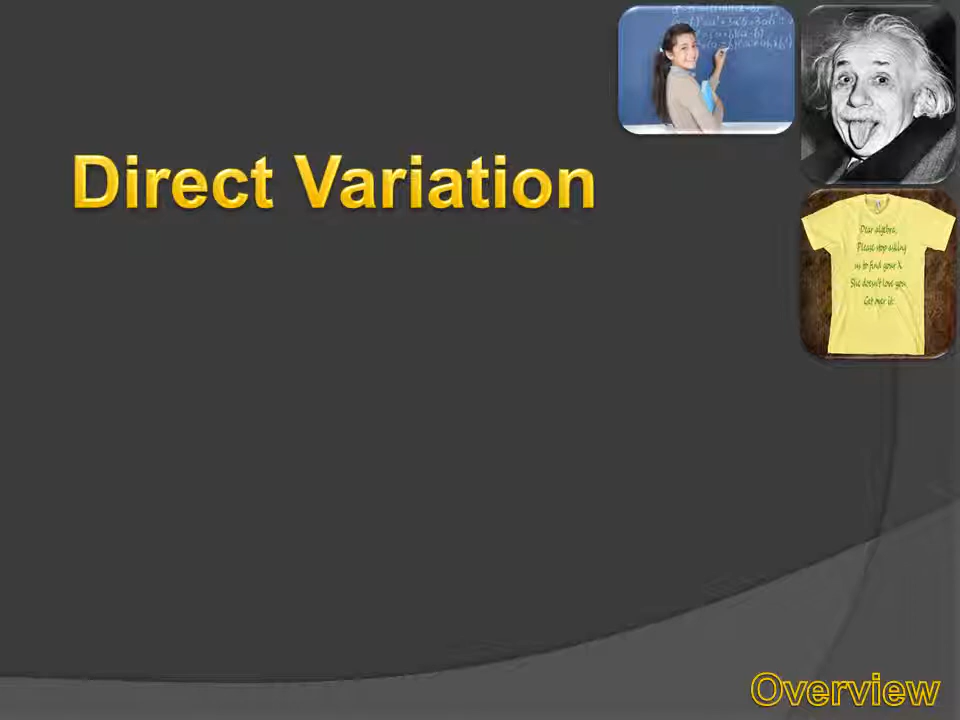 Direct Variation
Dear algebra,
Please stop asking
us to find your X.
She doesn't love you.
Get over it.
Overview